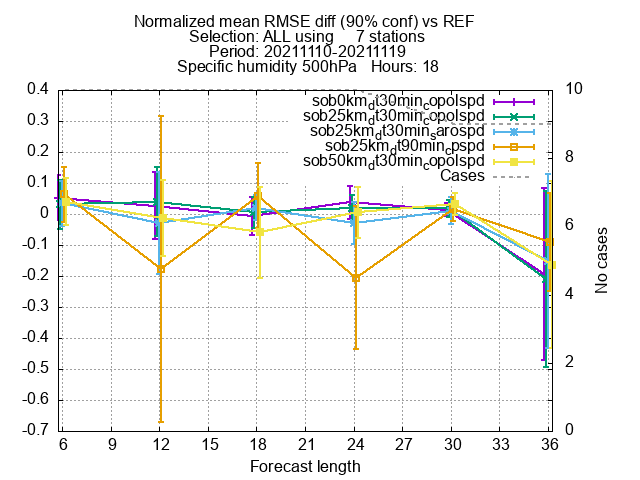 Normalized mean RMSE diff (90% conf) vs REF
Selection: ALL using 7 stations
Period: 20211110-20211119
Specific humidity 500hPa Hours: 18
sob0km_dt30min_copolspd
sob25km_dt30min_copolspd
sob25km_dt30min_sarospd
sob25km_dt90min_cpspd
sob50km_dt30min_copolspd
Cases
0.4
0.3
0.2
0.1
0
-0.1
-0.2
-0.3
-0.4
-0.5
-0.6
-0.7
10
8
6
4
2
0
No cases
6 9 12 15 18 21 24 27 30 33 36
Forecast length